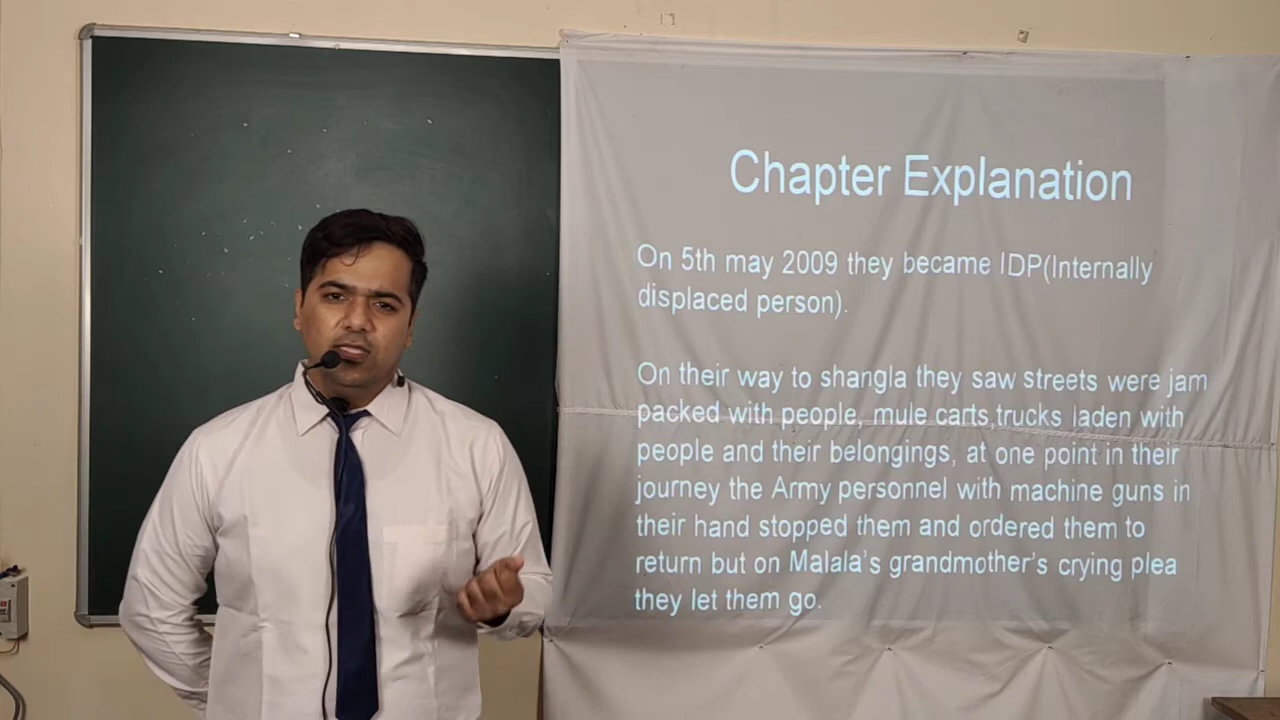 Chapter Explanation
On 5th may 2009 they became IDP(Internally
displaced person).
On their way to shangla they saw streets were jam
packed with people, mule carts,trucks laden with
people and their belongings, at one point in their
journey the Army personnel with machine guns in
their hand stopped them and ordered them to
return but on Malala's grandmother's crying plea
they let them go.